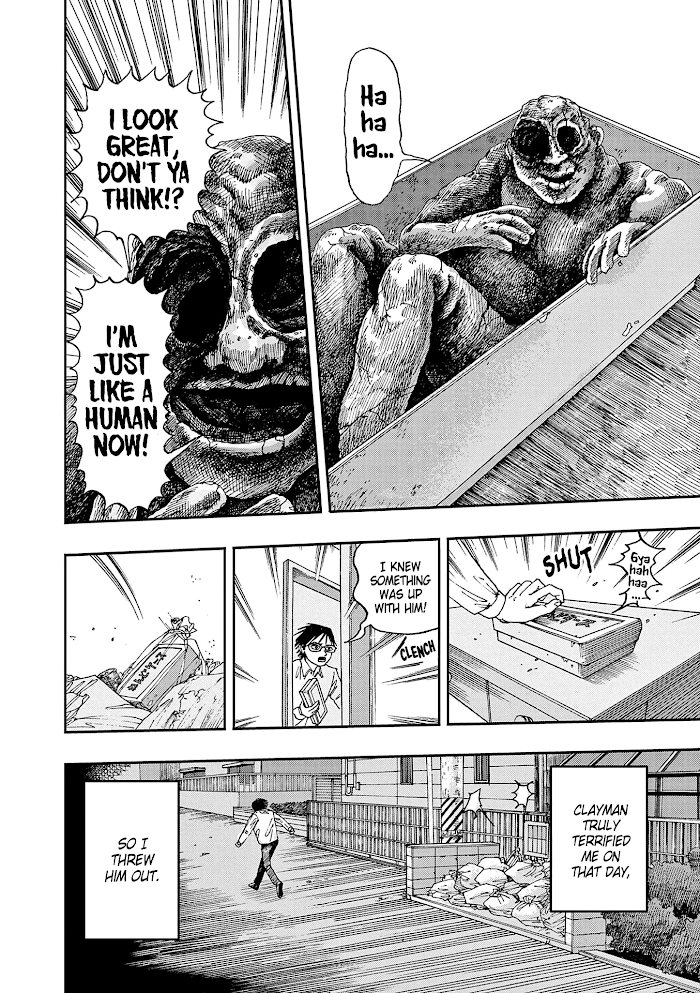 Ha
ha
ha...
I LOOK
GREAT,
DON'T YA
THINK!?
I'M
JUST
LIKE A
HUMAN
NOW!
Gya
hah
haa
....
SHUT
I KNEW
SOMETHING
WAS UP
WITH HIM!
CLENCH
CLAYMAN
TRULY
TERRIFIED
ME ON
THAT DAY,
SO I
THREW
HIM OUT.